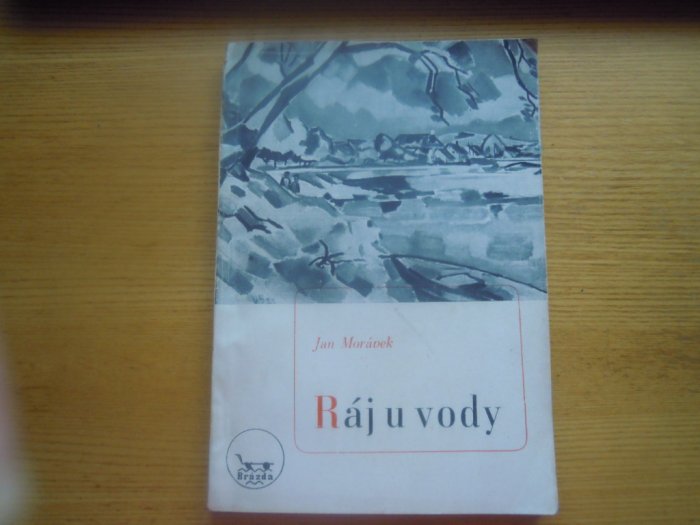 Jan Morávek
Ráj u vody
Brázda